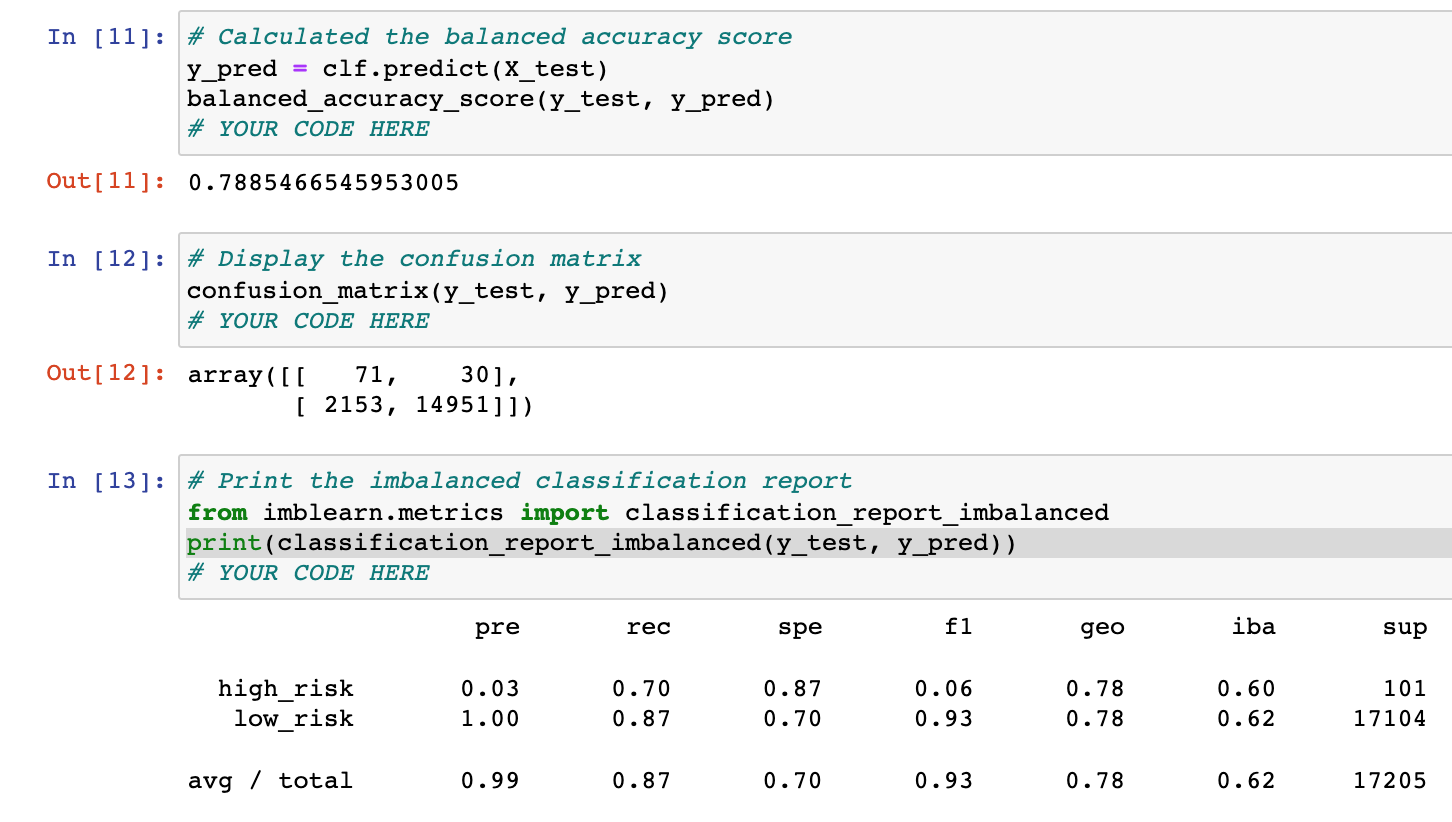 In [11]: # Calculated the balanced accuracy score
y_pred = clf.predict(X_test)
balanced_accuracy_score(y_test, y_pred)
# YOUR CODE HERE
Out[11]: 0.7885466545953005
In [12]: # Display the confusion matrix
confusion_matrix(y_test, y_pred)
# YOUR CODE HERE
Out[12]: array([[   71,    30],
       [ 2153, 14951]])
In [13]: # Print the imbalanced classification report
from imblearn.metrics import classification_report_imbalanced
print(classification_report_imbalanced(y_test, y_pred))
# YOUR CODE HERE
pre rec spe f1 geo iba sup
high_risk 0.03 0.70 0.87 0.06 0.78 0.60 101
low_risk 1.00 0.87 0.70 0.93 0.78 0.62 17104
avg / total 0.99 0.87 0.70 0.93 0.78 0.62 17205